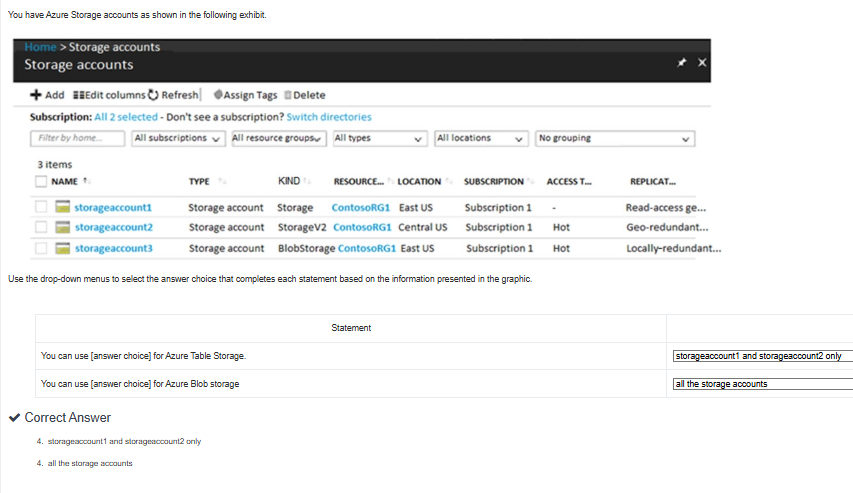 You have Azure Storage accounts as shown in the following exhibit.
Home > Storage accounts
Storage accounts
Add Edit columns Refresh Assign Tags Delete
Subscription: All 2 selected - Don't see a subscription? Switch directories
Filter by home... All subscriptions All resource groups All types All locations No grouping
3 items
NAME TYPE KIND RESOURCE... LOCATION SUBSCRIPTION ACCESS T... REPLICAT...
storageaccount1 Storage account Storage ContosoRG1 East US Subscription 1 - Read-access ge...
storageaccount2 Storage account StorageV2 ContosoRG1 Central US Subscription 1 Hot Geo-redundant...
storageaccount3 Storage account BlobStorage ContosoRG1 East US Subscription 1 Hot Locally-redundant...
Use the drop-down menus to select the answer choice that completes each statement based on the information presented in the graphic.
Statement
You can use [answer choice] for Azure Table Storage. storageaccount1 and storageaccount2 only
You can use [answer choice] for Azure Blob storage all the storage accounts
Correct Answer
4. storageaccount1 and storageaccount2 only
4. all the storage accounts